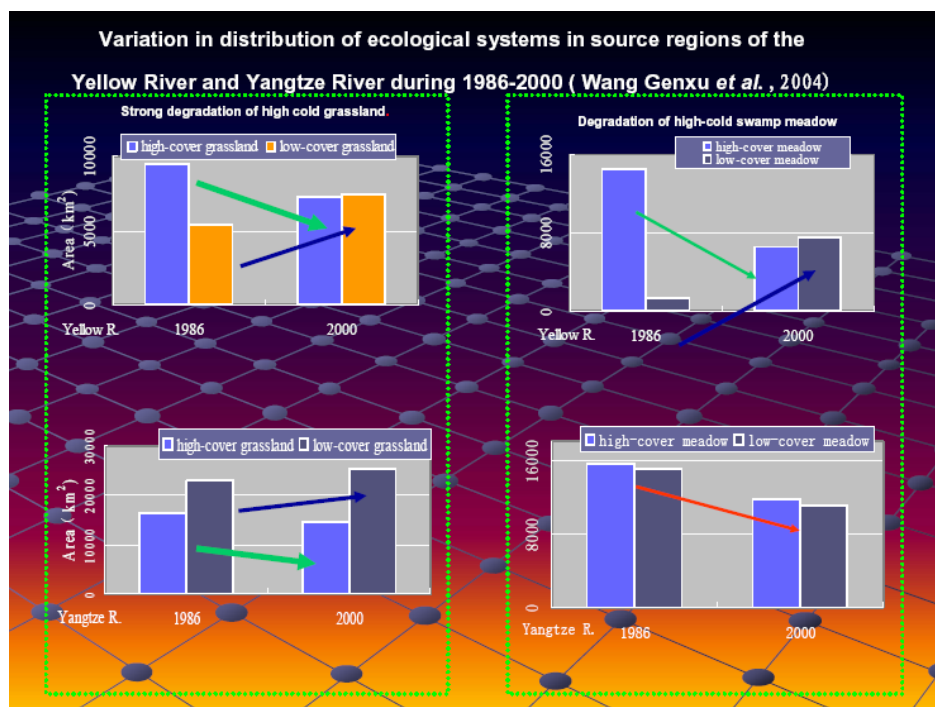 Variation in distribution of ecological systems in source regions of the
Yellow River and Yangtze River during 1986-2000 ( Wang Genxu et al. , 2004)
Strong degradation of high cold grassland.
high-cover grassland low-cover grassland
Area ( km²)
10000
5000
0
Yellow R. 1986 2000
Degradation of high-cold swamp meadow
high-cover meadow
low-cover meadow
16000
8000
0
Yellow R. 1986 2000
high-cover grassland low-cover grassland
Area ( km²)
30000
20000
10000
0
Yangtze R. 1986 2000
high-cover meadow low-cover meadow
16000
8000
0
Yangtze R. 1986 2000